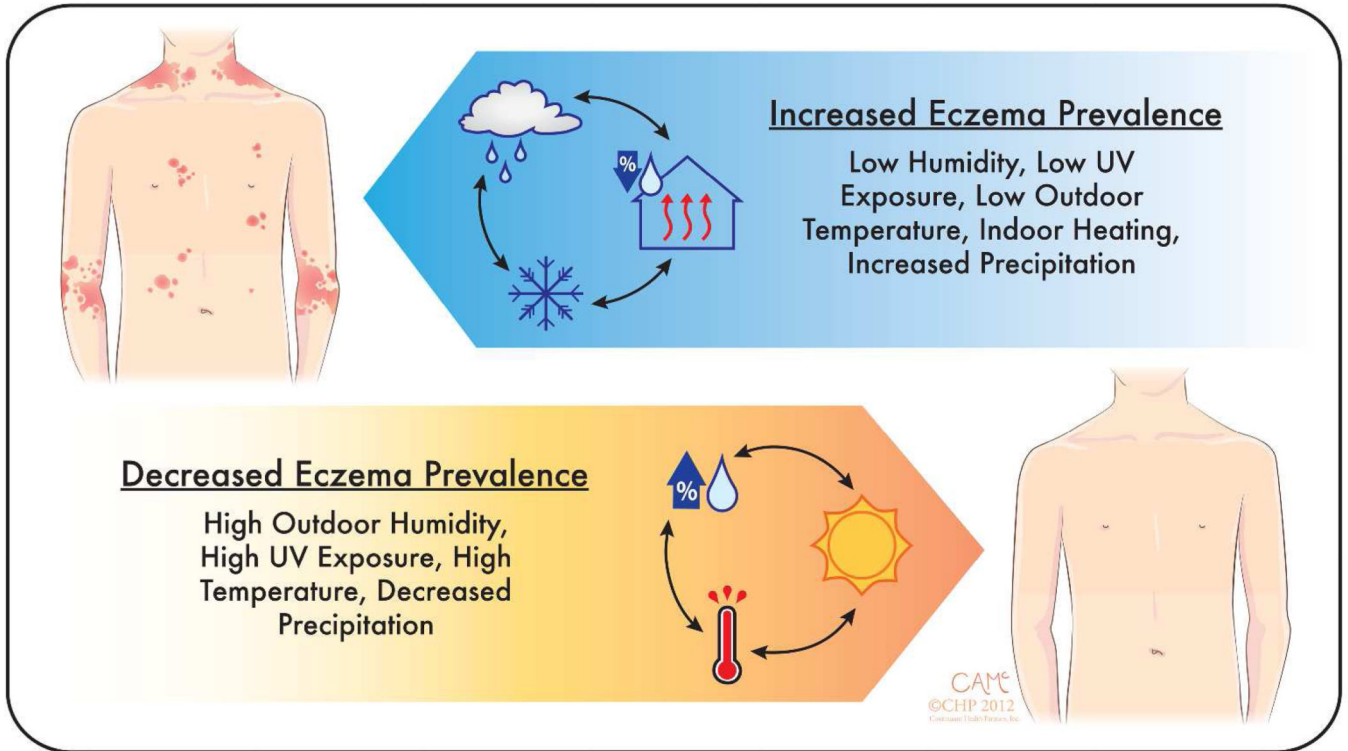 Increased Eczema Prevalence
Low Humidity, Low UV
Exposure, Low Outdoor
Temperature, Indoor Heating,
Increased Precipitation
%
Decreased Eczema Prevalence
High Outdoor Humidity,
High UV Exposure, High
Temperature, Decreased
Precipitation
%
CAMc
©CHP 2012